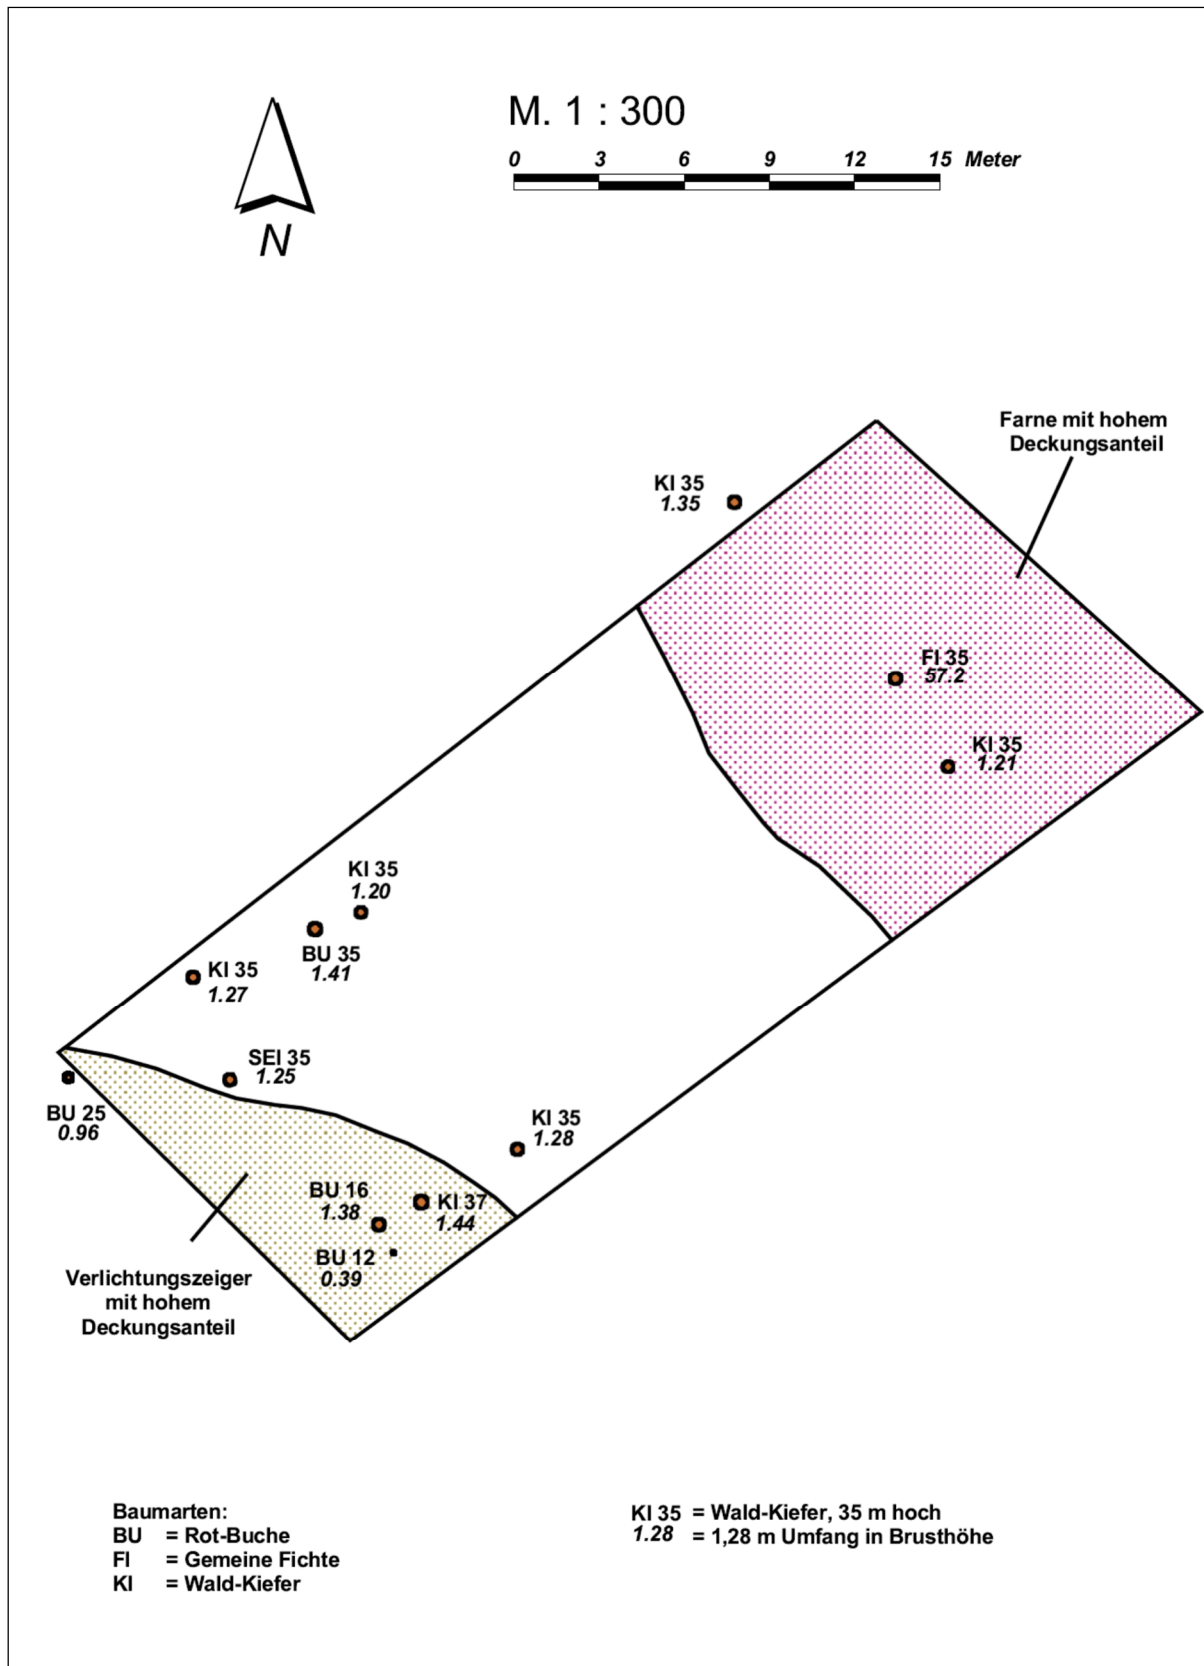 M. 1 : 300
0 3 6 9 12 15 Meter
N
Farne mit hohem
Deckungsanteil
KI 35
1.35
FI 35
57.2
KI 35
1.21
KI 35
1.20
BU 35
1.41
KI 35
1.27
SEI 35
1.25
BU 25
0.96
KI 35
1.28
BU 16
1.38
KI 37
1.44
BU 12
0.39
Verlichtungszeiger
mit hohem
Deckungsanteil
Baumarten:
BU = Rot-Buche
FI = Gemeine Fichte
KI = Wald-Kiefer
KI 35 = Wald-Kiefer, 35 m hoch
1.28 = 1,28 m Umfang in Brusthöhe